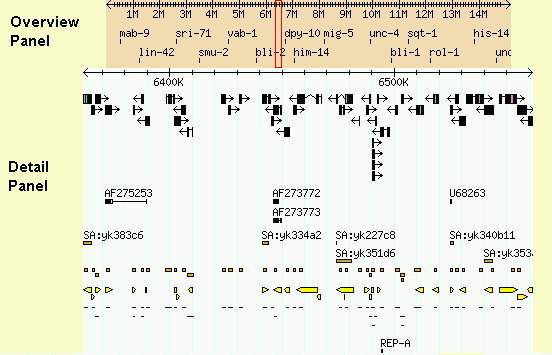 Overview
Panel
1M 2M 3M 4M 5M 6M 7M 8M 9M 10M 11M 12M 13M 14M
mab-9 sri-71 vab-1 dpy-10 mig-5 unc-4 sqt-1 his-14
lin-42 smu-2 bli-2 him-14 bli-1 rol-1 unc
6400K 6500K
Detail
Panel
AF275253 AF273772 U68263
AF273773
SA:yk383c6 SA:yk334a2 SA:yk227c8 SA:yk340b11
SA:yk351d6 SA:yk353
REP-A